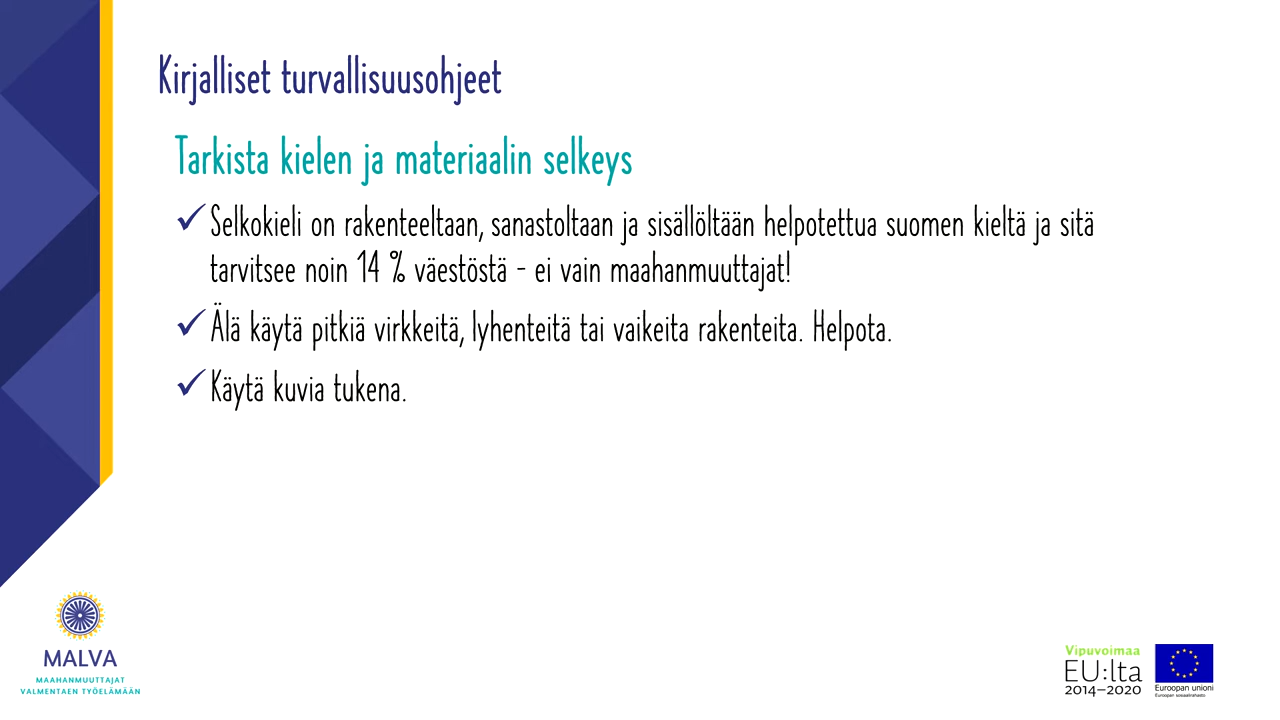 Kirjalliset turvallisuusohjeet
Tarkista kielen ja materiaalin selkeys
✓ Selkokieli on rakenteeltaan, sanastoltaan ja sisällöltään helpotettua suomen kieltä ja sitä
tarvitsee noin 14 % väestöstä - ei vain maahanmuuttajat!
✓ Älä käytä pitkiä virkkeitä, lyhenteitä tai vaikeita rakenteita. Helpota.
✓ Käytä kuvia tukena.
MALVA
MAAHANMUUTTAJAT
VALMENTAEN TYÖELÄMÄÄN
Vipuvoimaa
EU:lta
2014–2020
Euroopan unioni
Euroopan sosiaalirahasto